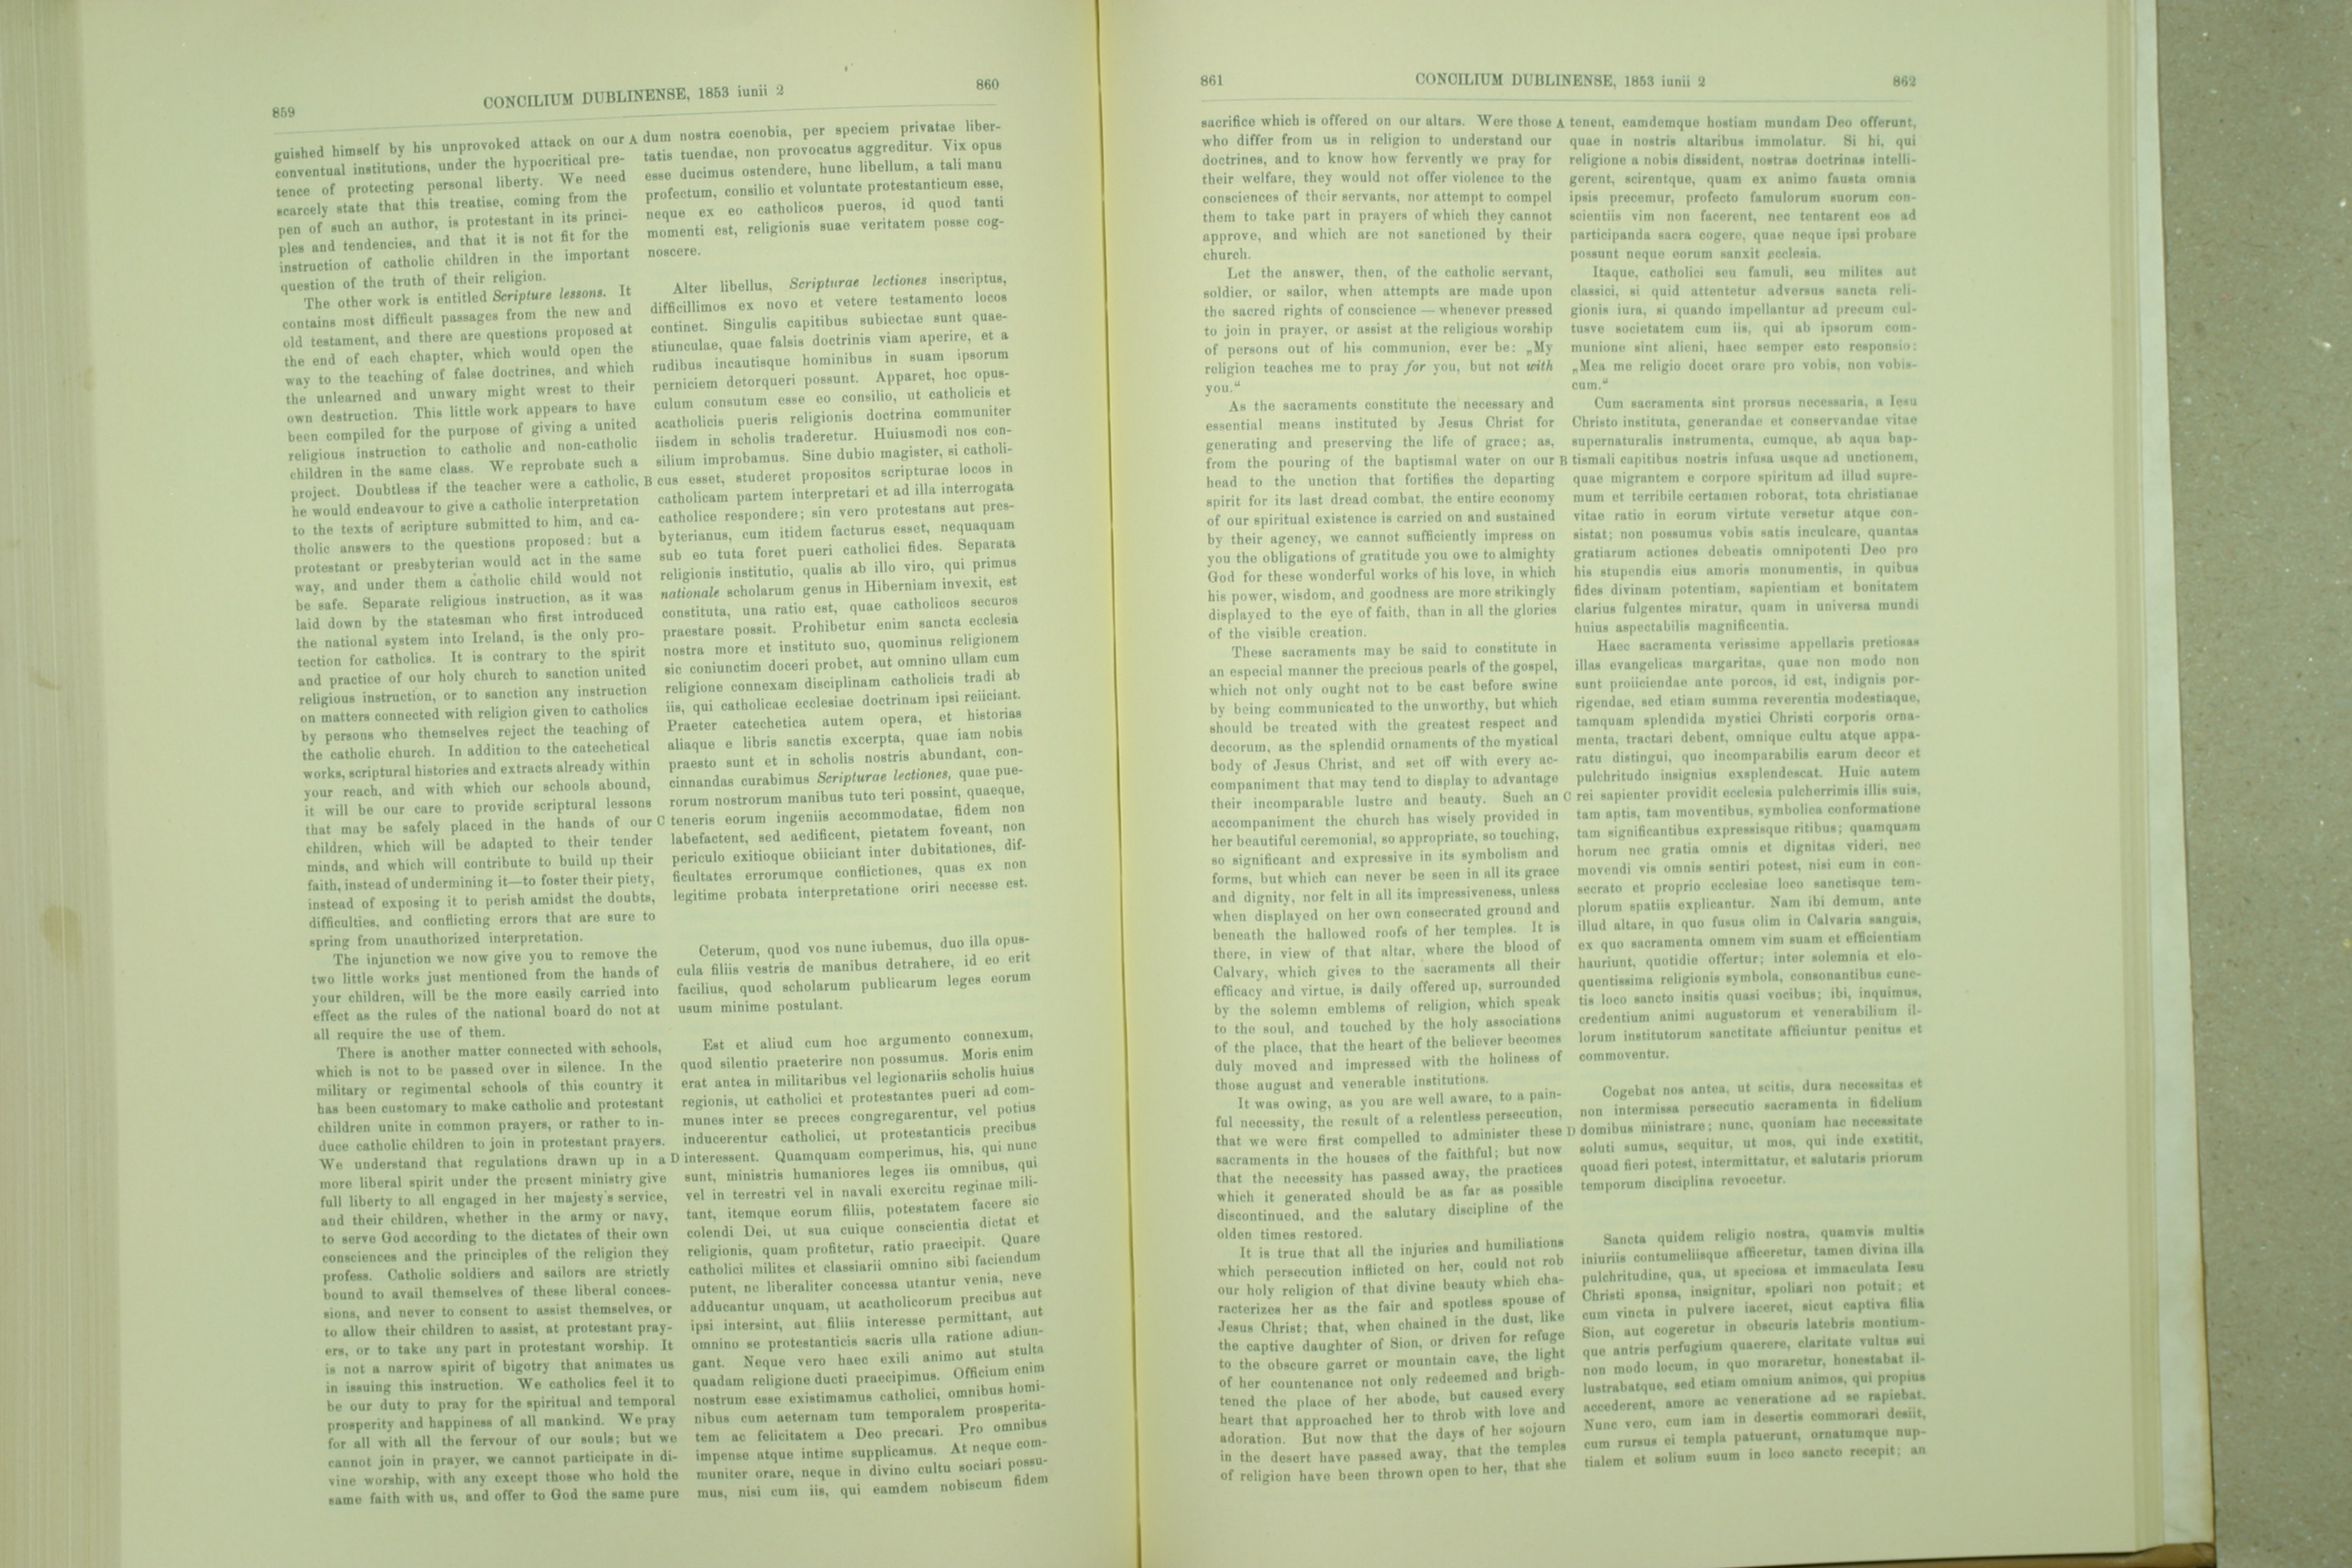 859
CONCILIUM DUBLINENSE, 1853 iunii 2
860
guished himself by his unprovoked attack on our A
conventual institutions, under the hypocritical pre-
tence of protecting personal liberty. We need
scarcely state that this treatise, coming from the
pen of such an author, is protestant in its princi-
ples and tendencies, and that it is not fit for the
instruction of catholic children in the important
question of the truth of their religion.
The other work is entitled Scripture lessons. It
contains most difficult passages from the new and
old testament, and there are questions proposed at
the end of each chapter, which would open the
way to the teaching of false doctrines, and which
the unlearned and unwary might wrest to their
own destruction. This little work appears to have
been compiled for the purpose of giving a united
religious instruction to catholic and non-catholic
children in the same class. We reprobate such a
project. Doubtless if the teacher were a catholic, B
he would endeavour to give a catholic interpretation
to the texts of scripture submitted to him, and ca-
tholic answers to the questions proposed: but a
protestant or presbyterian would act in the same
way, and under them a catholic child would not
be safe. Separate religious instruction, as it was
laid down by the statesman who first introduced
the national system into Ireland, is the only pro-
tection for catholics. It is contrary to the spirit
and practice of our holy church to sanction united
religious instruction, or to sanction any instruction
on matters connected with religion given to catholics
by persons who themselves reject the teaching of
the catholic church. In addition to the catechetical
works, scriptural histories and extracts already within
your reach, and with which our schools abound,
it will be our care to provide scriptural lessons
that may be safely placed in the hands of our C
children, which will be adapted to their tender
minds, and which will contribute to build up their
faith, instead of undermining it—to foster their piety,
instead of exposing it to perish amidst the doubts,
difficulties, and conflicting errors that are sure to
spring from unauthorized interpretation.
The injunction we now give you to remove the
two little works just mentioned from the hands of
your children, will be the more easily carried into
effect as the rules of the national board do not at
all require the use of them.
There is another matter connected with schools,
which is not to be passed over in silence. In the
military or regimental schools of this country it
has been customary to make catholic and protestant
children unite in common prayers, or rather to in-
duce catholic children to join in protestant prayers.
We understand that regulations drawn up in a D
more liberal spirit under the present ministry give
full liberty to all engaged in her majesty's service,
and their children, whether in the army or navy,
to serve God according to the dictates of their own
consciences and the principles of the religion they
profess. Catholic soldiers and sailors are strictly
bound to avail themselves of these liberal conces-
sions, and never to consent to assist themselves, or
to allow their children to assist, at protestant pray-
ers, or to take any part in protestant worship. It
is not a narrow spirit of bigotry that animates us
in issuing this instruction. We catholics feel it to
be our duty to pray for the spiritual and temporal
prosperity and happiness of all mankind. We pray
for all with all the fervour of our souls; but we
cannot join in prayer, we cannot participate in di-
vine worship, with any except those who hold the
same faith with us, and offer to God the same pure
dum nostra coenobia, per speciem privatae liber-
tatis tuendae, non provocatus aggreditur. Vix opus
esse ducimus ostendere, hunc libellum, a tali manu
profectum, consilio et voluntate protestanticum esse,
neque ex eo catholicos pueros, id quod tanti
momenti est, religionis suae veritatem posse cog-
noscere.
Alter libellus, Scripturae lectiones inscriptus,
difficillimos ex novo et vetere testamento locos
continet. Singulis capitibus subiectae sunt quae-
stiunculae, quae falsis doctrinis viam aperire, et a
rudibus incautisque hominibus in suam ipsorum
perniciem detorqueri possunt. Apparet, hoc opus-
culum consutum esse eo consilio, ut catholicis et
acatholicis pueris religionis doctrina communiter
iisdem in scholis traderetur. Huiusmodi nos con-
silium improbamus. Sine dubio magister, si catholi-
cus esset, studeret propositos scripturae locos in
catholicam partem interpretari et ad illa interrogata
catholice respondere; sin vero protestans aut pres-
byterianus, cum itidem facturus esset, nequaquam
sub eo tuta foret pueri catholici fides. Separata
religionis institutio, qualis ab illo viro, qui primus
nationale scholarum genus in Hiberniam invexit, est
constituta, una ratio est, quae catholicos securos
praestare possit. Prohibetur enim sancta ecclesia
nostra more et instituto suo, quominus religionem
sic coniunctim doceri probet, aut omnino ullam cum
religione connexam disciplinam catholicis tradi ab
iis, qui catholicae ecclesiae doctrinam ipsi reiiciant.
Praeter catechetica autem opera, et historias
aliaque e libris sanctis excerpta, quae iam nobis
praesto sunt et in scholis nostris abundant, con-
cinnandas curabimus Scripturae lectiones, quae pue-
rorum nostrorum manibus tuto teri possint, quaeque,
teneris eorum ingeniis accommodatae, fidem non
labefactent, sed aedificent, pietatem foveant, non
periculo exitioque obiiciant inter dubitationes, dif-
ficultates errorumque conflictiones, quas ex non
legitime probata interpretatione oriri necesse est.
Ceterum, quod vos nunc iubemus, duo illa opus-
cula filiis vestris de manibus detrahere, id eo erit
facilius, quod scholarum publicarum leges eorum
usum minime postulant.
Est et aliud cum hoc argumento connexum,
quod silentio praeterire non possumus. Moris enim
erat antea in militaribus vel legionariis scholis huius
regionis, ut catholici et protestantes pueri ad com-
munes inter se preces congregarentur, vel potius
inducerentur catholici, ut protestanticis precibus
interessent. Quamquam comperimus, his, qui nunc
sunt, ministris humaniores leges iis omnibus, qui
vel in terrestri vel in navali exercitu reginae mili-
tant, itemque eorum filiis, potestatem facere sic
colendi Dei, ut sua cuique conscientia dictat et
religionis, quam profitetur, ratio praecipit. Quare
catholici milites et classiarii omnino sibi faciendum
putent, ne liberaliter concessa utantur venia, neve
adducantur unquam, ut acatholicorum precibus aut
ipsi intersint, aut filiis interesse permittant, aut
omnino se protestanticis sacris ulla ratione adiun-
gant. Neque vero haec exili animo aut stulta
quadam religione ducti praecipimus. Officium enim
nostrum esse existimamus catholici, omnibus homi-
nibus cum aeternam tum temporalem prosperita-
tem ac felicitatem a Deo precari. Pro omnibus
impense atque intime supplicamus. At neque com-
muniter orare, neque in divino cultu sociari possu-
mus, nisi cum iis, qui eamdem nobiscum fidem
861
CONCILIUM DUBLINENSE, 1853 iunii 2
862
sacrifice which is offered on our altars. Were those A
who differ from us in religion to understand our
doctrines, and to know how fervently we pray for
their welfare, they would not offer violence to the
consciences of their servants, nor attempt to compel
them to take part in prayers of which they cannot
approve, and which are not sanctioned by their
church.
Let the answer, then, of the catholic servant,
soldier, or sailor, when attempts are made upon
the sacred rights of conscience — whenever pressed
to join in prayer, or assist at the religious worship
of persons out of his communion, ever be: „My
religion teaches me to pray for you, but not with
you.“
As the sacraments constitute the necessary and
essential means instituted by Jesus Christ for
generating and preserving the life of grace; as,
from the pouring of the baptismal water on our B
head to the unction that fortifies the departing
spirit for its last dread combat, the entire economy
of our spiritual existence is carried on and sustained
by their agency, we cannot sufficiently impress on
you the obligations of gratitude you owe to almighty
God for these wonderful works of his love, in which
his power, wisdom, and goodness are more strikingly
displayed to the eye of faith, than in all the glories
of the visible creation.
These sacraments may be said to constitute in
an especial manner the precious pearls of the gospel,
which not only ought not to be cast before swine
by being communicated to the unworthy, but which
should be treated with the greatest respect and
decorum, as the splendid ornaments of the mystical
body of Jesus Christ, and set off with every ac-
companiment that may tend to display to advantage
their incomparable lustre and beauty. Such an C
accompaniment the church has wisely provided in
her beautiful ceremonial, so appropriate, so touching,
so significant and expressive in its symbolism and
forms, but which can never be seen in all its grace
and dignity, nor felt in all its impressiveness, unless
when displayed on her own consecrated ground and
beneath the hallowed roofs of her temples. It is
there, in view of that altar, where the blood of
Calvary, which gives to the sacraments all their
efficacy and virtue, is daily offered up, surrounded
by the solemn emblems of religion, which speak
to the soul, and touched by the holy associations
of the place, that the heart of the believer becomes
duly moved and impressed with the holiness of
those august and venerable institutions.
It was owing, as you are well aware, to a pain-
ful necessity, the result of a relentless persecution,
that we were first compelled to administer these D
sacraments in the houses of the faithful; but now
that the necessity has passed away, the practices
which it generated should be as far as possible
discontinued, and the salutary discipline of the
olden times restored.
It is true that all the injuries and humiliations
which persecution inflicted on her, could not rob
our holy religion of that divine beauty which cha-
racterizes her as the fair and spotless spouse of
Jesus Christ; that, when chained in the dust, like
the captive daughter of Sion, or driven for refuge
to the obscure garret or mountain cave, the light
of her countenance not only redeemed and brigh-
tened the place of her abode, but caused every
heart that approached her to throb with love and
adoration. But now that the days of her sojourn
in the desert have passed away, that the temples
of religion have been thrown open to her, that she
tenent, eamdemque hostiam mundam Deo offerunt,
quae in nostris altaribus immolatur. Si hi, qui
religione a nobis dissident, nostras doctrinas intelli-
gerent, scirentque, quam ex animo fausta omnia
ipsis precemur, profecto famulorum suorum con-
scientiis vim non facerent, nec tentarent eos ad
participanda sacra cogere, quae neque ipsi probare
possunt neque eorum sanxit ecclesia.
Itaque, catholici seu famuli, seu milites aut
classici, si quid attentetur adversus sancta reli-
gionis iura, si quando impellantur ad precum cul-
tusve societatem cum iis, qui ab ipsorum com-
munione sint alieni, haec semper esto responsio:
„Mea me religio docet orare pro vobis, non vobis-
cum.“
Cum sacramenta sint prorsus necessaria, a Iesu
Christo instituta, generandae et conservandae vitae
supernaturalis instrumenta, cumque, ab aqua bap-
tismali capitibus nostris infusa usque ad unctionem,
quae migrantem e corpore spiritum ad illud supre-
mum et terribile certamen roborat, tota christianae
vitae ratio in eorum virtute versetur atque con-
sistat; non possumus vobis satis inculcare, quantas
gratiarum actiones debeatis omnipotenti Deo pro
his stupendis eius amoris monumentis, in quibus
fides divinam potentiam, sapientiam et bonitatem
clarius fulgentes miratur, quam in universa mundi
huius aspectabilis magnificentia.
Haec sacramenta verissime appellaris pretiosas
illas evangelicas margaritas, quae non modo non
sunt proiiciendae ante porcos, id est, indignis por-
rigendae, sed etiam summa reverentia modestiaque,
tamquam splendida mystici Christi corporis orna-
menta, tractari debent, omnique cultu atque appa-
ratu distingui, quo incomparabilis earum decor et
pulchritudo insignius exsplendescat. Huic autem
rei sapienter providit ecclesia pulcherrimis illis suis,
tam aptis, tam moventibus, symbolica conformatione
tam significantibus expressisque ritibus; quamquam
horum nec gratia omnis et dignitas videri, nec
movendi vis omnis sentiri potest, nisi cum in con-
secrato et proprio ecclesiae loco sanctisque tem-
plorum spatiis explicantur. Nam ibi demum, ante
illud altare, in quo fusus olim in Calvaria sanguis,
ex quo sacramenta omnem vim suam et efficientiam
hauriunt, quotidie offertur; inter solemnia et elo-
quentissima religionis symbola, consonantibus cunc-
tis loco sancto insitis quasi vocibus; ibi, inquimus,
credentium animi augustorum et venerabilium il-
lorum institutorum sanctitate afficiuntur penitus et
commoventur.
Cogebat nos antea, ut scitis, dura necessitas et
non intermissa persecutio sacramenta in fidelium
domibus ministrare; nunc, quoniam hac necessitate
soluti sumus, sequitur, ut mos, qui inde exstitit,
quoad fieri potest, intermittatur, et salutaris priorum
temporum disciplina revocetur.
Sancta quidem religio nostra, quamvis multis
iniuriis contumeliisque afficeretur, tamen divina illa
pulchritudine, qua, ut speciosa et immaculata Iesu
Christi sponsa, insignitur, spoliari non potuit; et
cum vincta in pulvere iaceret, sicut captiva filia
Sion, aut cogeretur in obscuris latebris montium-
que antris perfugium quaerere, claritate vultus sui
non modo locum, in quo moraretur, honestabat il-
lustrabatque, sed etiam omnium animos, qui propius
accederent, amore ac veneratione ad se rapiebat.
Nunc vero, cum iam in desertis commorari desiit,
cum rursus ei templa patuerunt, ornatumque nup-
tialem et solium suum in loco sancto recepit; an